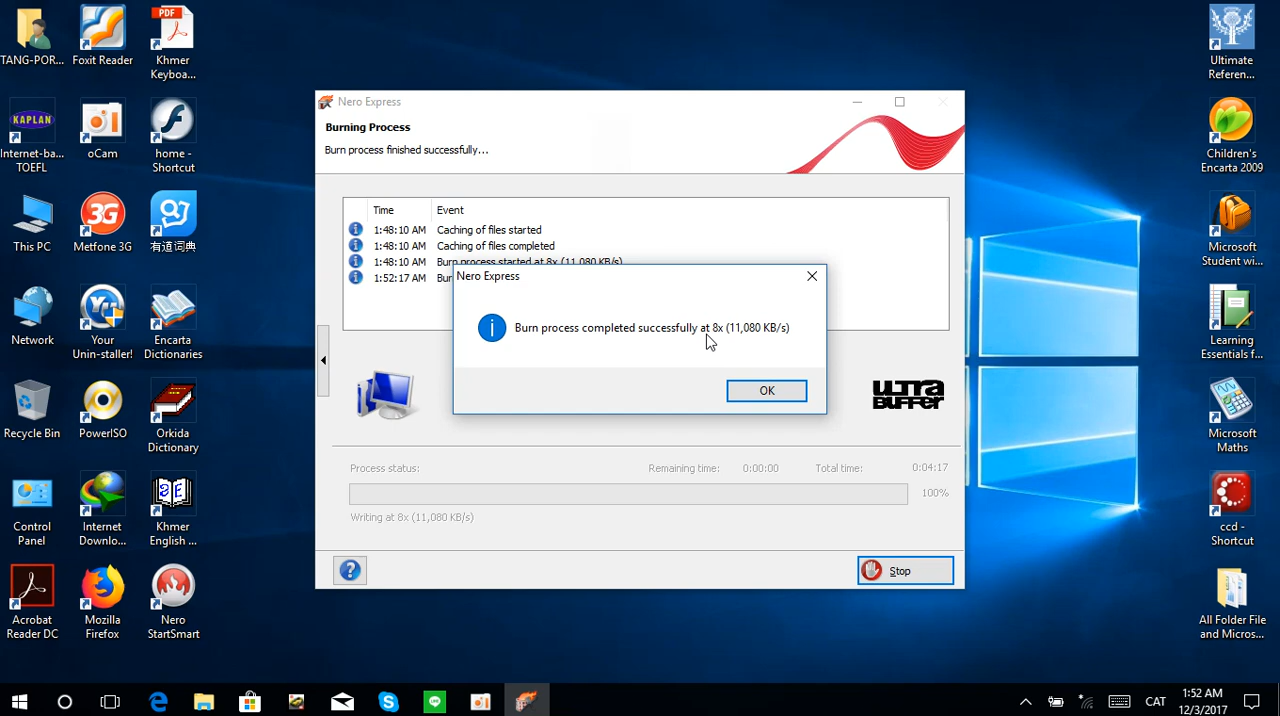 TANG-POR...
Foxit Reader
PDF
Khmer
Keyboa...
KAPLAN
Internet-ba...
TOEFL
oCam
home -
Shortcut
This PC
3G
Metfone 3G
有道词典
Network
Your
Unin-staller!
Encarta
Dictionaries
Recycle Bin
PowerISO
Orkida
Dictionary
Control
Panel
Internet
Downlo...
Khmer
English ...
Acrobat
Reader DC
Mozilla
Firefox
Nero
StartSmart
Nero Express
Burning Process
Burn process finished successfully...
Time Event
1:48:10 AM Caching of files started
1:48:10 AM Caching of files completed
1:48:10 AM Burn process started at 8x (11,080 KB/s)
1:52:17 AM Bur
Nero Express
Burn process completed successfully at 8x (11,080 KB/s)
OK
ULTRA
BUFFER
Process status:
Remaining time: 0:00:00 Total time: 0:04:17
100%
Writing at 8x (11,080 KB/s)
Stop
Ultimate
Referen...
Children's
Encarta 2009
Microsoft
Student wi...
Learning
Essentials f...
Microsoft
Maths
ccd -
Shortcut
All Folder File
and Micros...
CAT
1:52 AM
12/3/2017